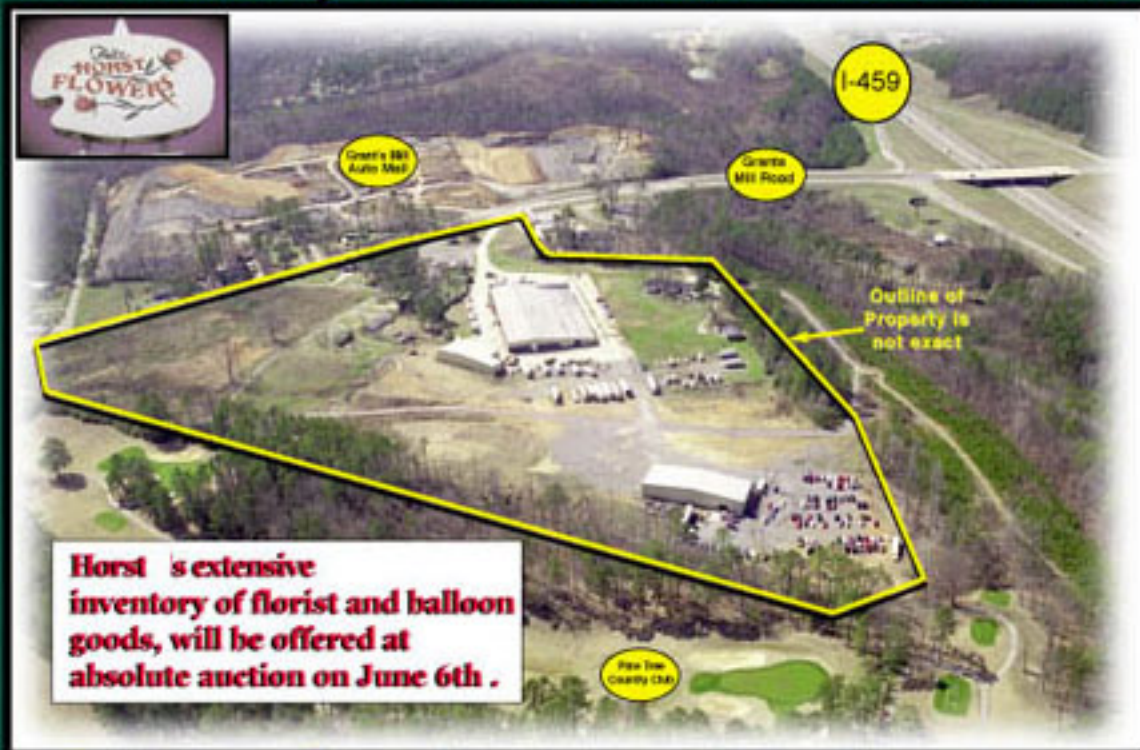 HORST
FLOWERS
I-459
Grant's Mill
Auto Mall
Grants
Mill Road
Outline of
Property is
not exact
Horst 's extensive
inventory of florist and balloon
goods, will be offered at
absolute auction on June 6th .
Pine Tree
Country Club